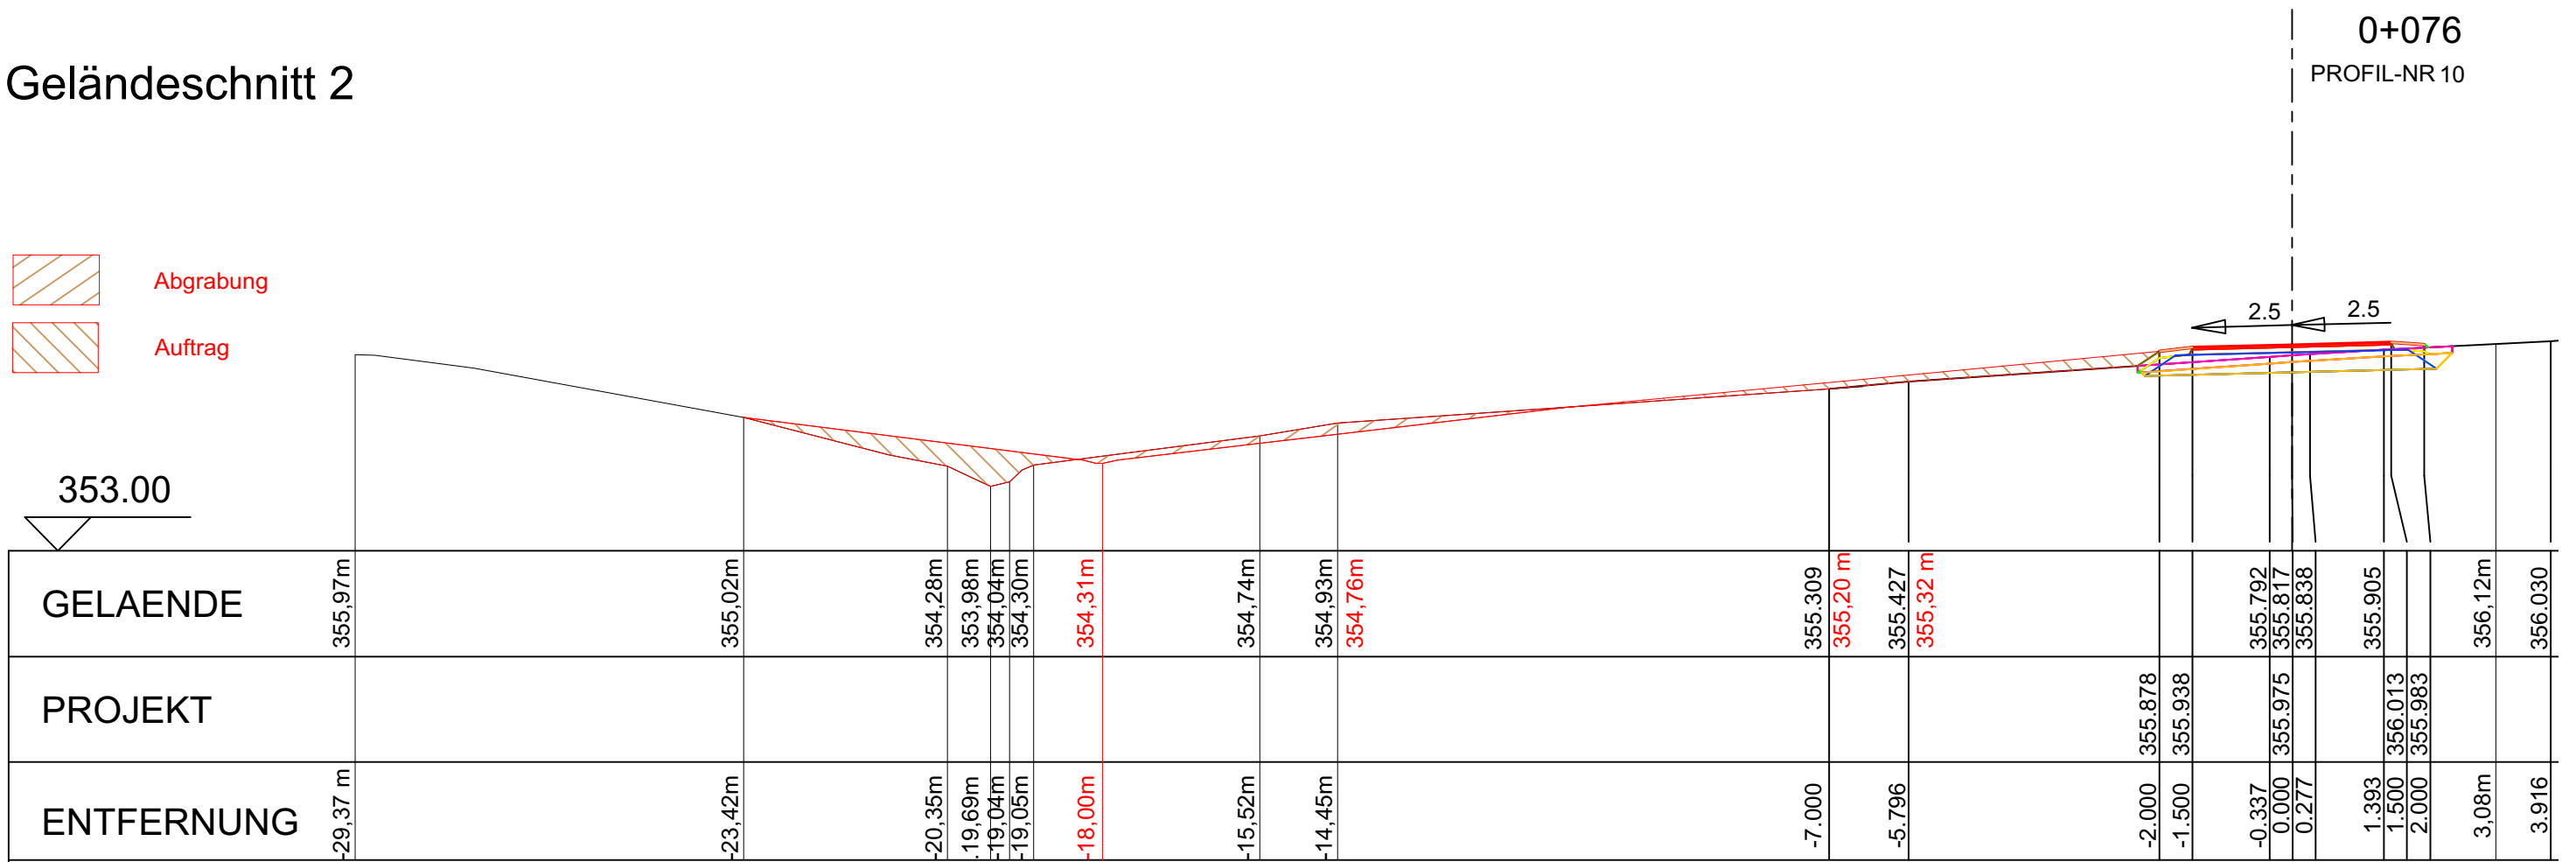 0+076
PROFIL-NR 10
Geländeschnitt 2
Abgrabung
Auftrag
2.5 2.5
353.00
GELAENDE 355,97m 355,02m 354,28m 353,98m 354,04m 354,30m 354,31m 354,74m 354,93m 354,76m 355.309 355,20 m 355.427 355,32 m 355.792 355.817 355.838 355.905 356,12m 356.030
PROJEKT 355.878 355.938 355.975 356.013 355.983
ENTFERNUNG -29,37 m -23,42m -20,35m -19,69m -19,04m -19,05m -18,00m -15,52m -14,45m -7.000 -5.796 -2.000 -1.500 -0.337 0.000 0.277 1.393 1.500 2.000 3,08m 3.916